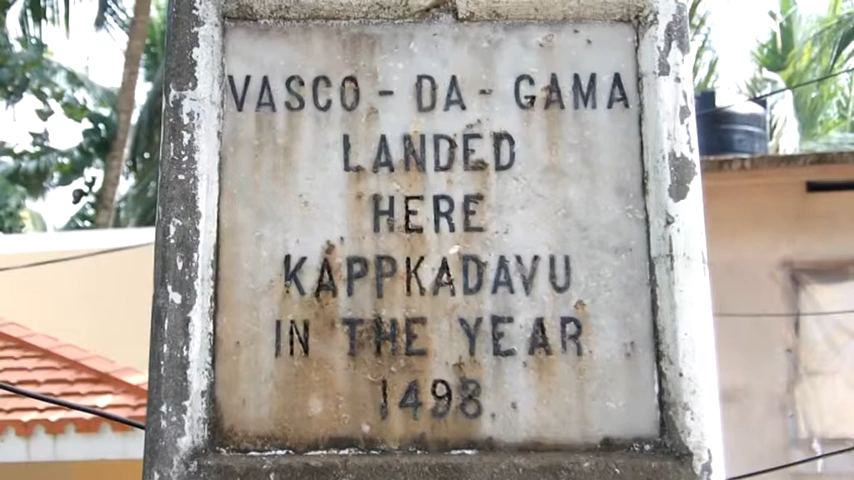 VASCO - DA - GAMA
LANDED
HERE
KAPPKADAVU
IN THE YEAR
1498